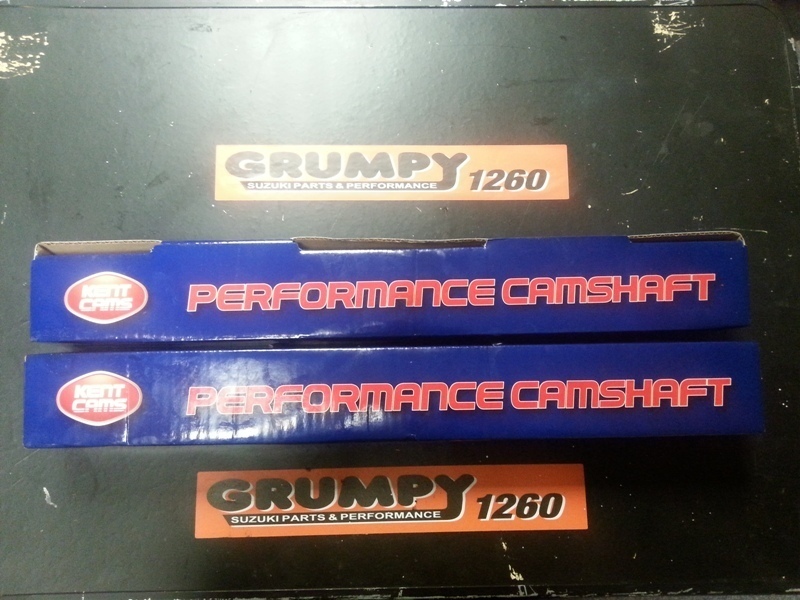 GRUMPY 1260
SUZUKI PARTS & PERFORMANCE
KENT
CAMS
PERFORMANCE CAMSHAFT
KENT
CAMS
PERFORMANCE CAMSHAFT
GRUMPY 1260
SUZUKI PARTS & PERFORMANCE